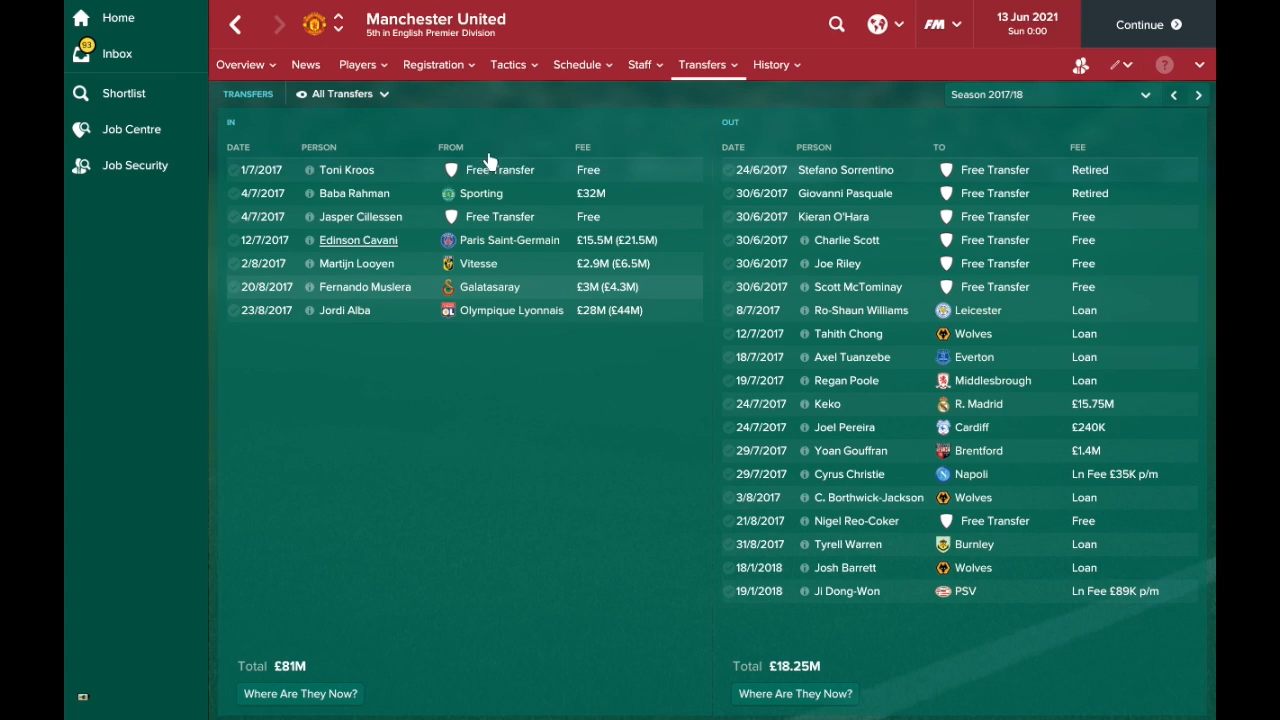 Home
Inbox
93
Shortlist
Job Centre
Job Security
Manchester United
5th in English Premier Division
FM
13 Jun 2021
Sun 0:00
Continue
Overview News Players Registration Tactics Schedule Staff Transfers History
TRANSFERS All Transfers
Season 2017/18
IN
DATE PERSON FROM FEE
1/7/2017 Toni Kroos Free Transfer Free
4/7/2017 Baba Rahman Sporting £32M
4/7/2017 Jasper Cillessen Free Transfer Free
12/7/2017 Edinson Cavani Paris Saint-Germain £15.5M (£21.5M)
2/8/2017 Martijn Looyen Vitesse £2.9M (£6.5M)
20/8/2017 Fernando Muslera Galatasaray £3M (£4.3M)
23/8/2017 Jordi Alba Olympique Lyonnais £28M (£44M)
Total £81M
Where Are They Now?
OUT
DATE PERSON TO FEE
24/6/2017 Stefano Sorrentino Free Transfer Retired
30/6/2017 Giovanni Pasquale Free Transfer Retired
30/6/2017 Kieran O'Hara Free Transfer Free
30/6/2017 Charlie Scott Free Transfer Free
30/6/2017 Joe Riley Free Transfer Free
30/6/2017 Scott McTominay Free Transfer Free
8/7/2017 Ro-Shaun Williams Leicester Loan
12/7/2017 Tahith Chong Wolves Loan
18/7/2017 Axel Tuanzebe Everton Loan
19/7/2017 Regan Poole Middlesbrough Loan
24/7/2017 Keko R. Madrid £15.75M
24/7/2017 Joel Pereira Cardiff £240K
29/7/2017 Yoan Gouffran Brentford £1.4M
29/7/2017 Cyrus Christie Napoli Ln Fee £35K p/m
3/8/2017 C. Borthwick-Jackson Wolves Loan
21/8/2017 Nigel Reo-Coker Free Transfer Free
31/8/2017 Tyrell Warren Burnley Loan
18/1/2018 Josh Barrett Wolves Loan
19/1/2018 Ji Dong-Won PSV Ln Fee £89K p/m
Total £18.25M
Where Are They Now?